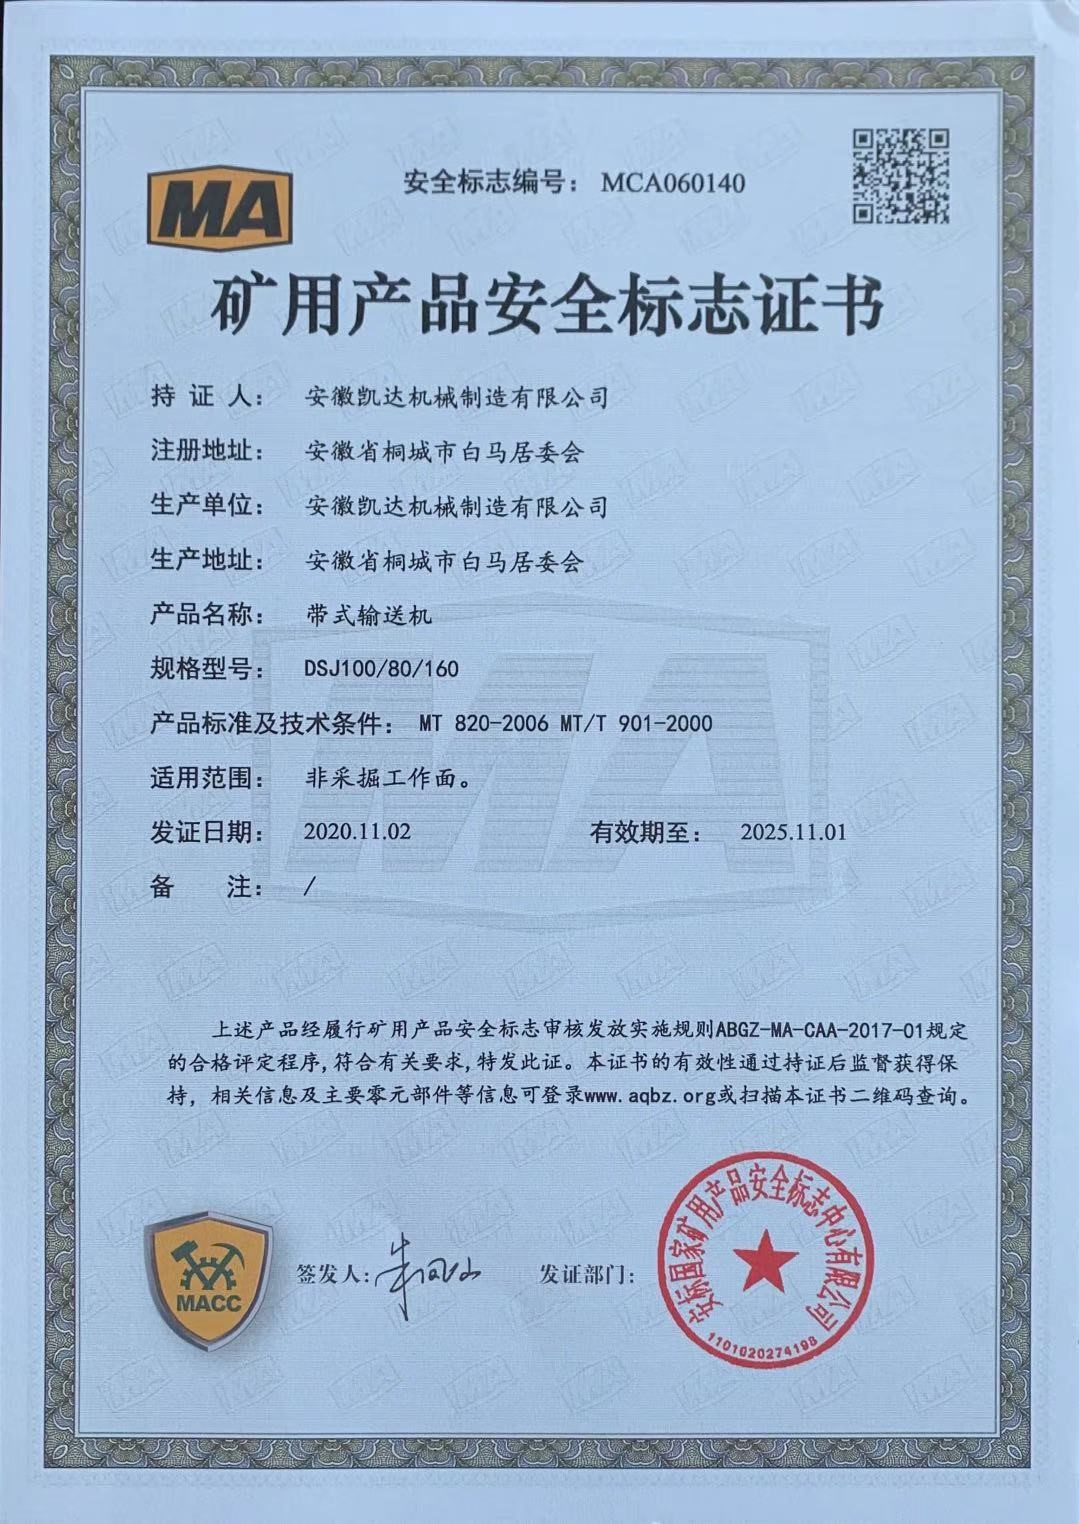 MA
安全标志编号： MCA060140
矿用产品安全标志证书
持 证 人： 安徽凯达机械制造有限公司
注册地址： 安徽省桐城市白马居委会
生产单位： 安徽凯达机械制造有限公司
生产地址： 安徽省桐城市白马居委会
产品名称： 带式输送机
规格型号： DSJ100/80/160
产品标准及技术条件： MT 820-2006 MT/T 901-2000
适用范围： 非采掘工作面。
发证日期： 2020.11.02 有效期至： 2025.11.01
备 注： /
上述产品经履行矿用产品安全标志审核发放实施规则ABGZ-MA-CAA-2017-01规定
的合格评定程序,符合有关要求,特发此证。本证书的有效性通过持证后监督获得保
持，相关信息及主要零元部件等信息可登录www.aqbz.org或扫描本证书二维码查询。
MACC
签发人:
发证部门:
安标国家矿用产品安全标志中心有限公司
1101020274198